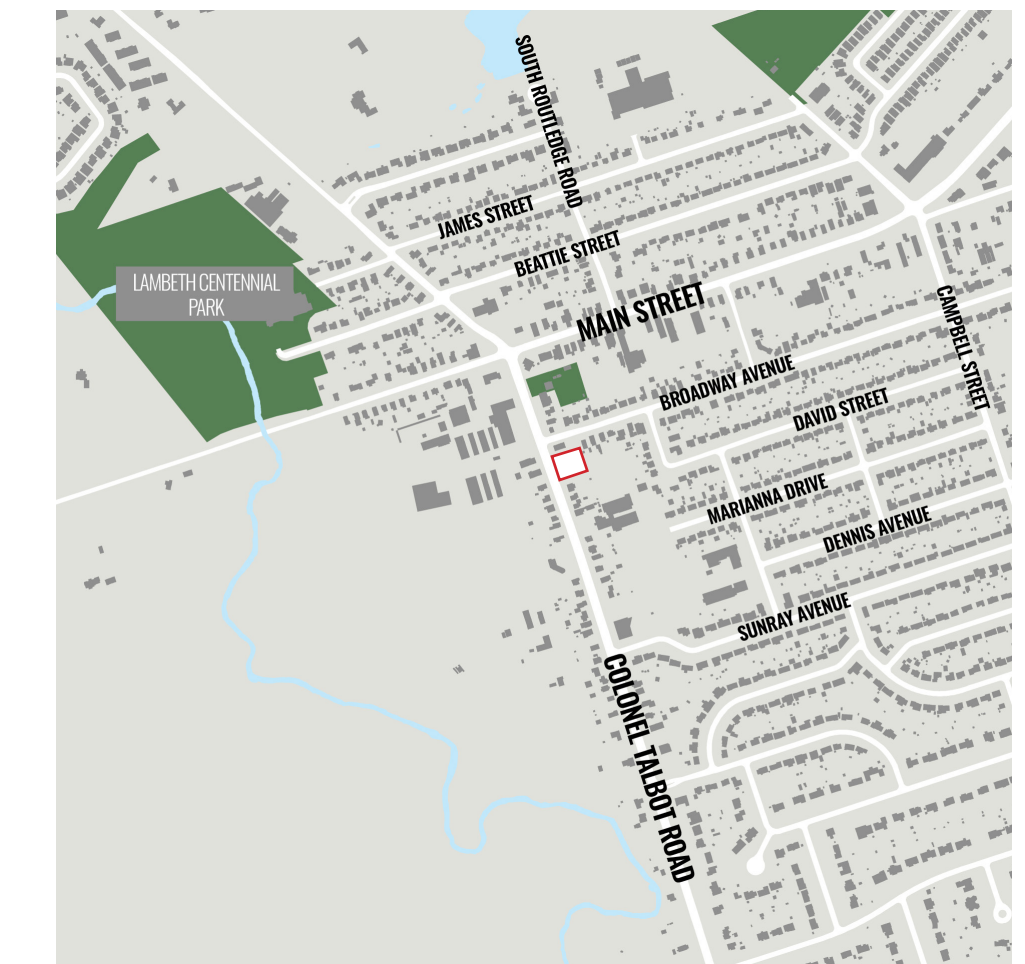 SOUTH ROUTLEDGE ROAD
JAMES STREET
BEATTIE STREET
LAMBETH CENTENNIAL
PARK
MAIN STREET
CAMPBELL STREET
BROADWAY AVENUE
DAVID STREET
MARIANNA DRIVE
DENNIS AVENUE
SUNRAY AVENUE
COLONEL TALBOT ROAD